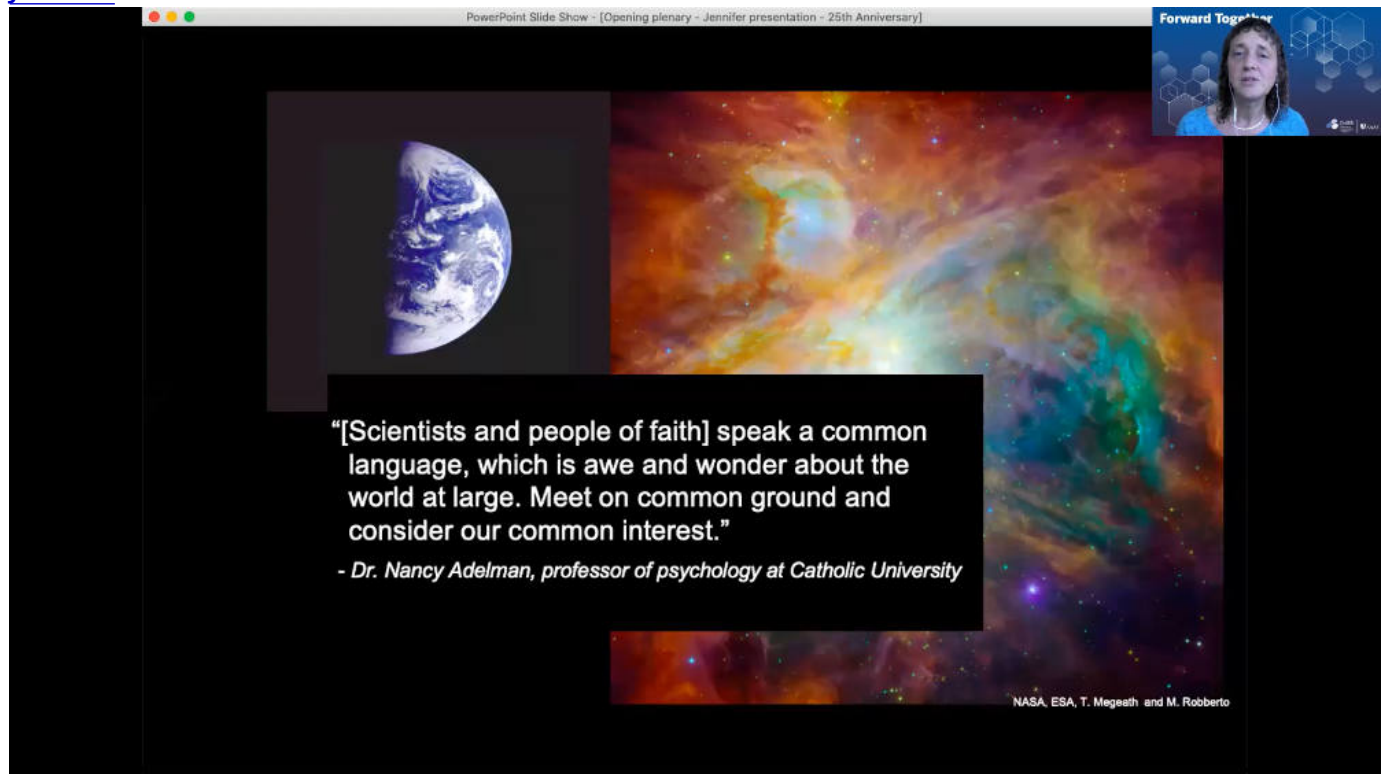 PowerPoint Slide Show - [Opening plenary - Jennifer presentation - 25th Anniversary]
Forward Together
“[Scientists and people of faith] speak a common
language, which is awe and wonder about the
world at large. Meet on common ground and
consider our common interest.”
- Dr. Nancy Adelman, professor of psychology at Catholic University
NASA, ESA, T. Megeath and M. Robberto